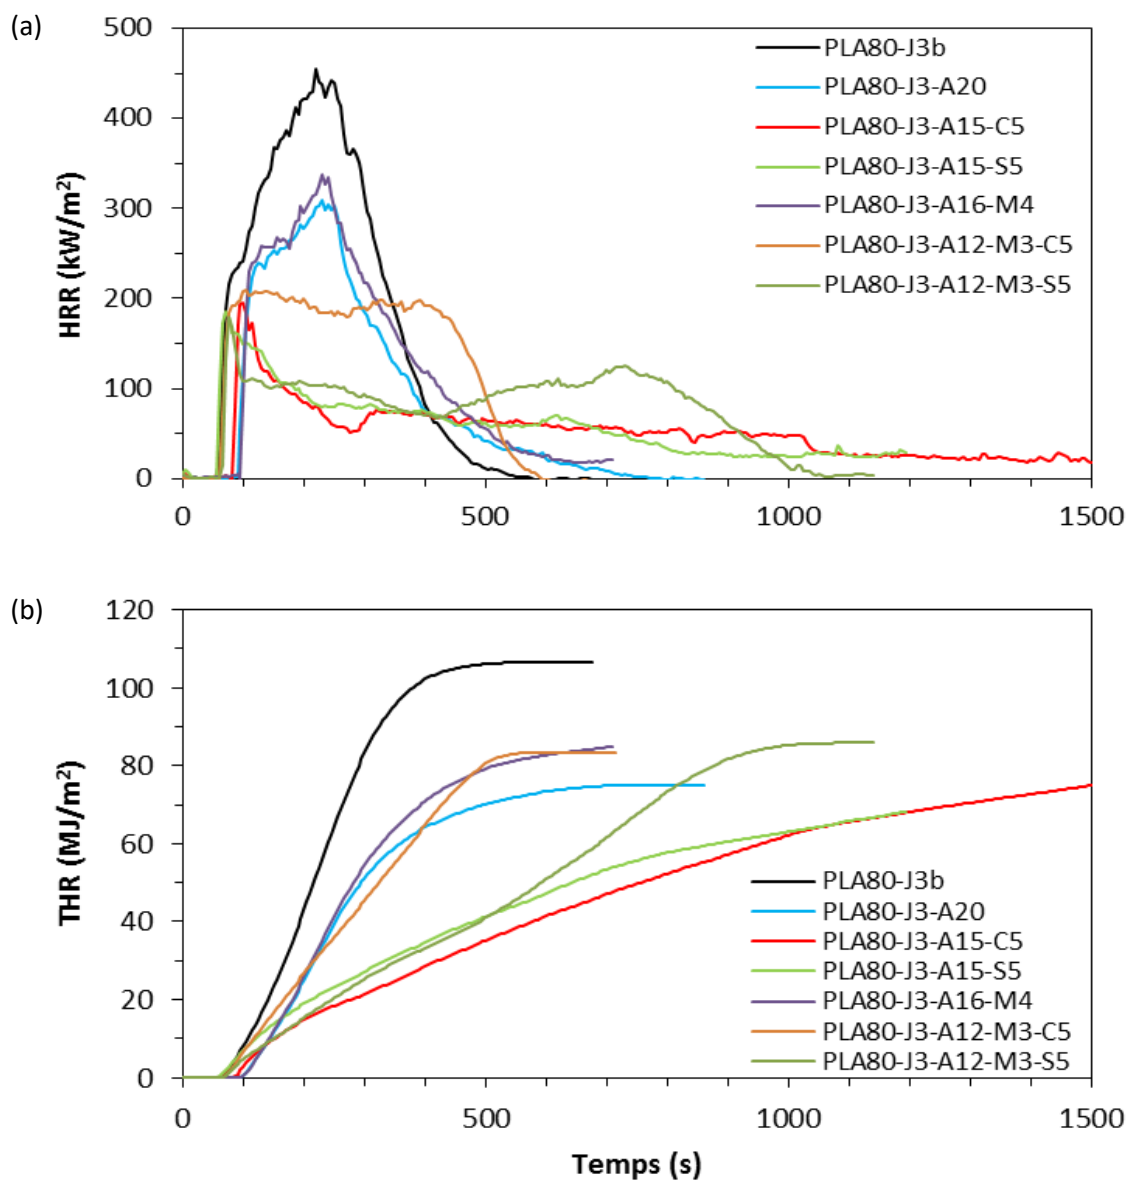 (a)
500
400
300
200
100
0
HRR (kW/m²)
PLA80-J3b
PLA80-J3-A20
PLA80-J3-A15-C5
PLA80-J3-A15-S5
PLA80-J3-A16-M4
PLA80-J3-A12-M3-C5
PLA80-J3-A12-M3-S5
0 500 1000 1500
(b)
120
100
80
60
40
20
0
THR (MJ/m²)
PLA80-J3b
PLA80-J3-A20
PLA80-J3-A15-C5
PLA80-J3-A15-S5
PLA80-J3-A16-M4
PLA80-J3-A12-M3-C5
PLA80-J3-A12-M3-S5
0 500 1000 1500
Temps (s)